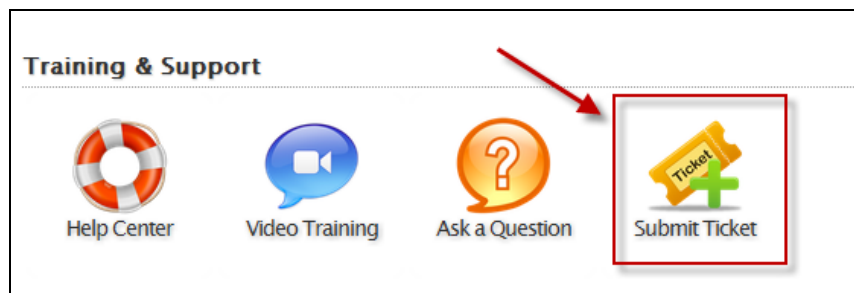 Training & Support
Ticket
Help Center
Video Training
Ask a Question
Submit Ticket